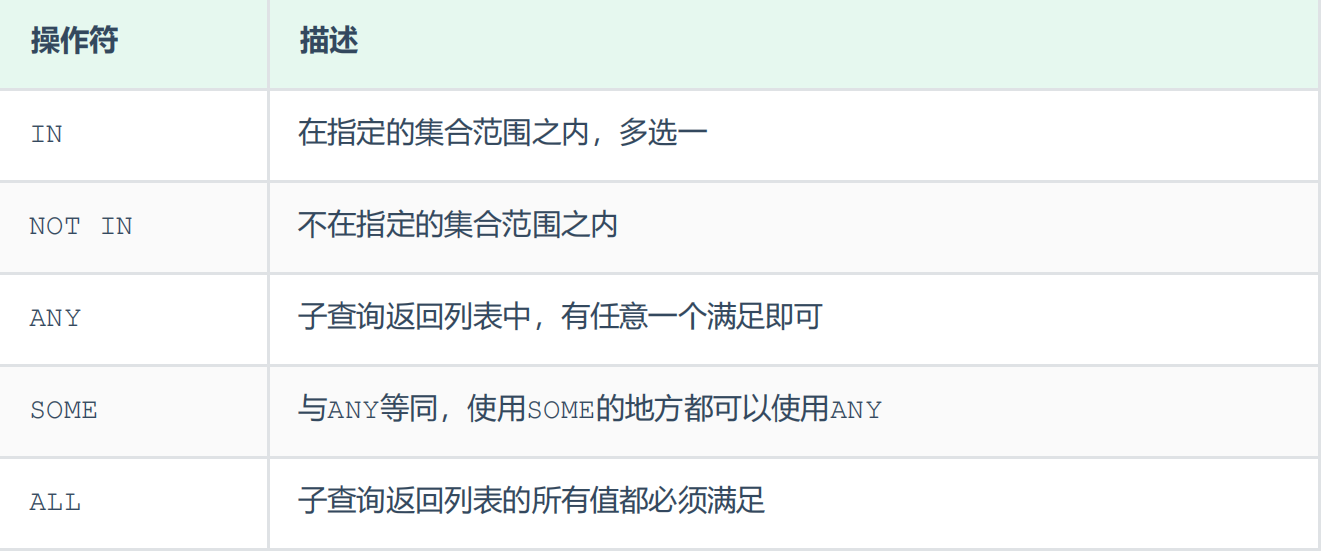 操作符 描述
IN 在指定的集合范围之内，多选一
NOT IN 不在指定的集合范围之内
ANY 子查询返回列表中，有任意一个满足即可
SOME 与ANY等同，使用SOME的地方都可以使用ANY
ALL 子查询返回列表的所有值都必须满足